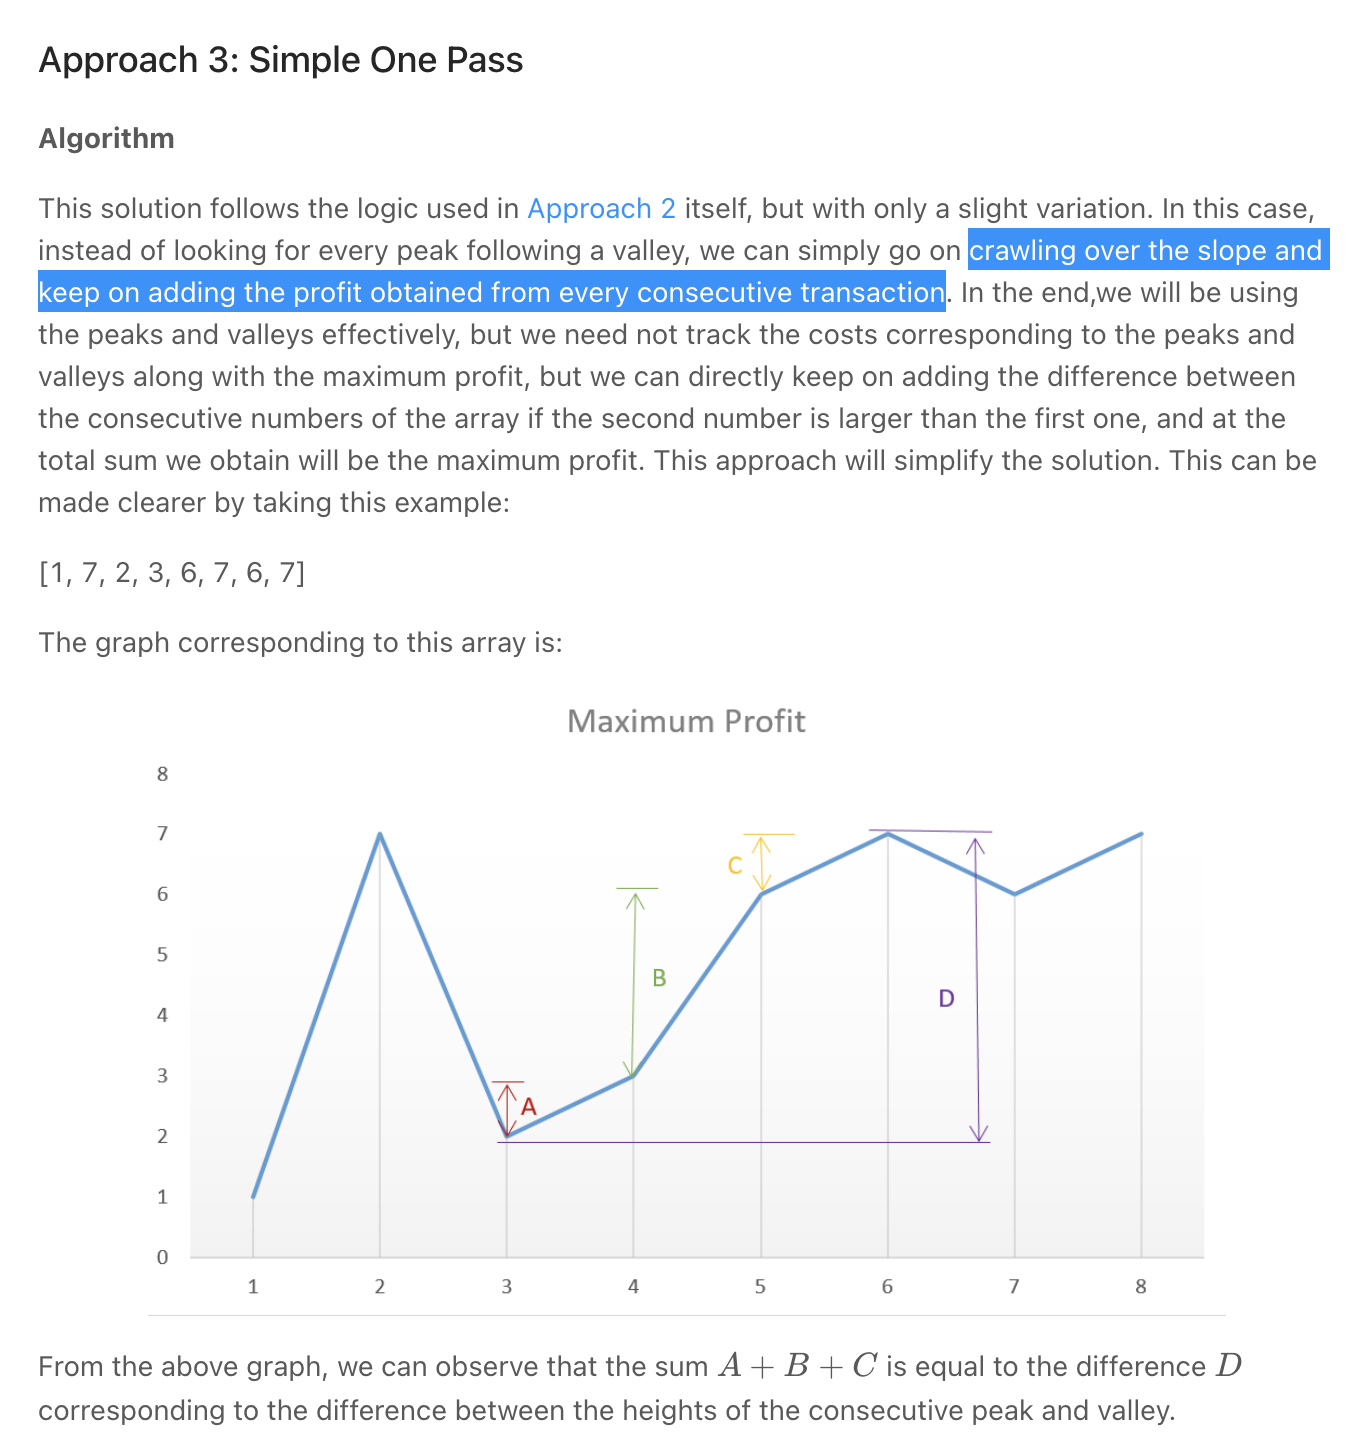 Approach 3: Simple One Pass
Algorithm
This solution follows the logic used in Approach 2 itself, but with only a slight variation. In this case,
instead of looking for every peak following a valley, we can simply go on crawling over the slope and
keep on adding the profit obtained from every consecutive transaction. In the end,we will be using
the peaks and valleys effectively, but we need not track the costs corresponding to the peaks and
valleys along with the maximum profit, but we can directly keep on adding the difference between
the consecutive numbers of the array if the second number is larger than the first one, and at the
total sum we obtain will be the maximum profit. This approach will simplify the solution. This can be
made clearer by taking this example:
[1, 7, 2, 3, 6, 7, 6, 7]
The graph corresponding to this array is:
Maximum Profit
8
7
6
5
4
3
2
1
0
C
B
D
A
1 2 3 4 5 6 7 8
From the above graph, we can observe that the sum A + B + C is equal to the difference D
corresponding to the difference between the heights of the consecutive peak and valley.